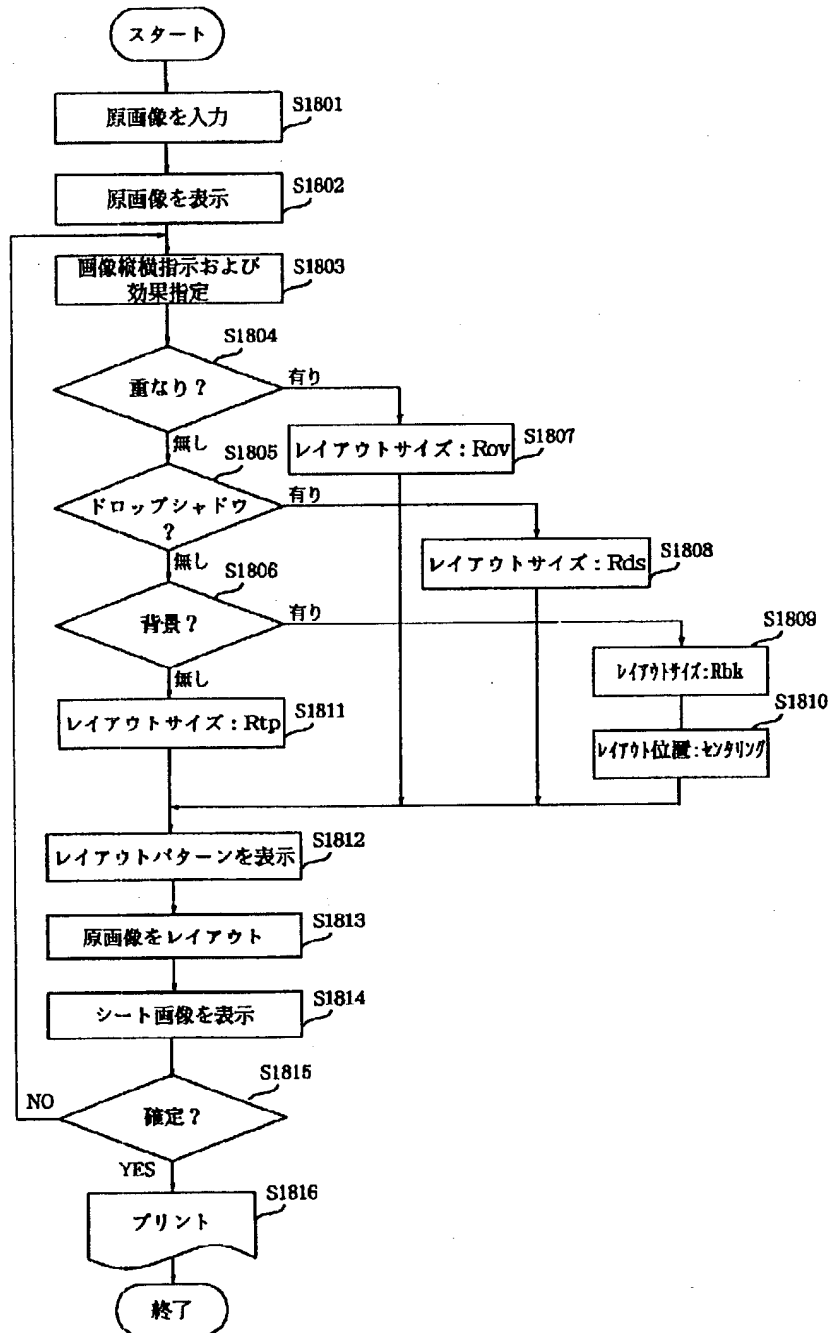 スタート
原画像を入力
S1801
原画像を表示
S1802
画像縦横指示および
効果指定
S1803
S1804
重なり？
有り
無し
レイアウトサイズ：Rov
S1807
S1805
ドロップシャドウ
？
有り
無し
レイアウトサイズ：Rds
S1808
S1806
背景？
有り
無し
S1809
レイアウトサイズ:Rbk
S1810
レイアウト位置:センタリング
レイアウトサイズ：Rtp
S1811
レイアウトパターンを表示
S1812
原画像をレイアウト
S1813
シート画像を表示
S1814
S1815
確定？
NO
YES
プリント
S1816
終了